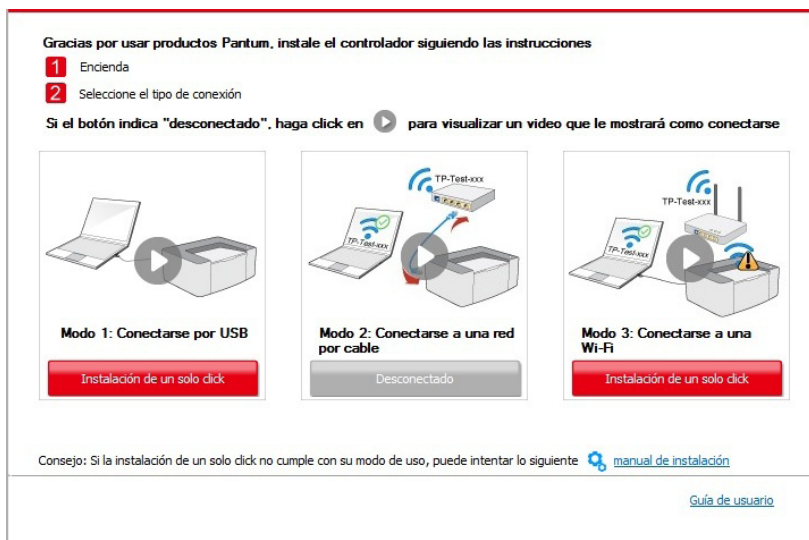 Gracias por usar productos Pantum, instale el controlador siguiendo las instrucciones
1 Encienda
2 Seleccione el tipo de conexión
Si el botón indica "desconectado", haga click en para visualizar un video que le mostrará como conectarse
TP-Test-xxx
Modo 1: Conectarse por USB
Instalación de un solo click
TP-Test-xxx
TP-Test-xxx
Modo 2: Conectarse a una red
por cable
Desconectado
TP-Test-xxx
Modo 3: Conectarse a una
Wi-Fi
Instalación de un solo click
Consejo: Si la instalación de un solo click no cumple con su modo de uso, puede intentar lo siguiente manual de instalación
Guía de usuario